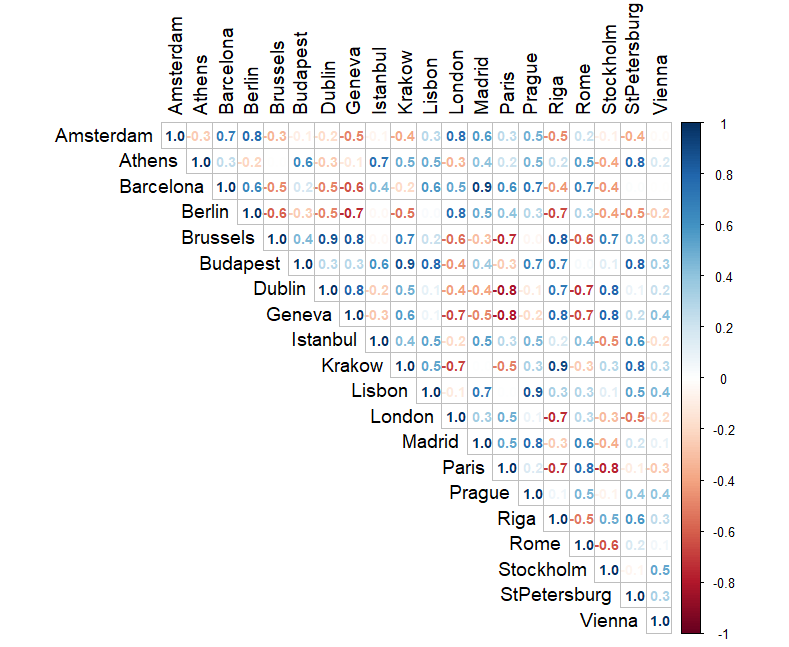 Amsterdam Athens Barcelona Berlin Brussels Budapest Dublin Geneva Istanbul Krakow Lisbon London Madrid Paris Prague Riga Rome Stockholm StPetersburg Vienna
Amsterdam 1.0 -0.3 0.7 0.8 -0.3 -0.2 -0.5 -0.4 0.3 0.8 0.6 0.3 0.5 -0.5 0.2 -0.4
Athens 1.0 0.3 -0.2 0.6 -0.3 -0.1 0.7 0.5 0.5 -0.3 0.4 0.2 0.5 -0.2 0.5 -0.4 0.8 0.2
Barcelona 1.0 0.6 -0.5 0.2 -0.5 -0.6 0.4 -0.2 0.6 0.5 0.9 0.6 0.7 -0.4 0.7 -0.4
Berlin 1.0 -0.6 -0.3 -0.5 -0.7 -0.5 0.8 0.5 0.4 0.3 -0.7 0.3 -0.4 -0.5 -0.2
Brussels 1.0 0.4 0.9 0.8 0.7 0.2 -0.6 -0.3 -0.7 0.8 -0.6 0.7 0.3 0.3
Budapest 1.0 0.3 0.3 0.6 0.9 0.8 -0.4 0.4 -0.3 0.7 0.7 0.1 0.8 0.3
Dublin 1.0 0.8 -0.2 0.5 0.1 -0.4 -0.4 -0.8 -0.1 0.7 -0.7 0.8 0.1 0.2
Geneva 1.0 -0.3 0.6 0.1 -0.7 -0.5 -0.8 -0.2 0.8 -0.7 0.8 0.2 0.4
Istanbul 1.0 0.4 0.5 -0.2 0.5 0.3 0.5 0.2 0.4 -0.5 0.6 -0.2
Krakow 1.0 0.5 -0.7 -0.5 0.3 0.9 -0.3 0.3 0.8 0.3
Lisbon 1.0 -0.1 0.7 0.9 0.3 0.3 0.1 0.5 0.4
London 1.0 0.3 0.5 0.1 -0.7 0.3 -0.3 -0.5 -0.2
Madrid 1.0 0.5 0.8 -0.3 0.6 -0.4 0.2 0.1
Paris 1.0 0.2 -0.7 0.8 -0.8 -0.1 -0.3
Prague 1.0 0.1 0.5 -0.1 0.4 0.4
Riga 1.0 -0.5 0.5 0.6 0.3
Rome 1.0 -0.6 0.2 0.1
Stockholm 1.0 0.5
StPetersburg 1.0 0.3
Vienna 1.0
1
0.8
0.6
0.4
0.2
0
-0.2
-0.4
-0.6
-0.8
-1